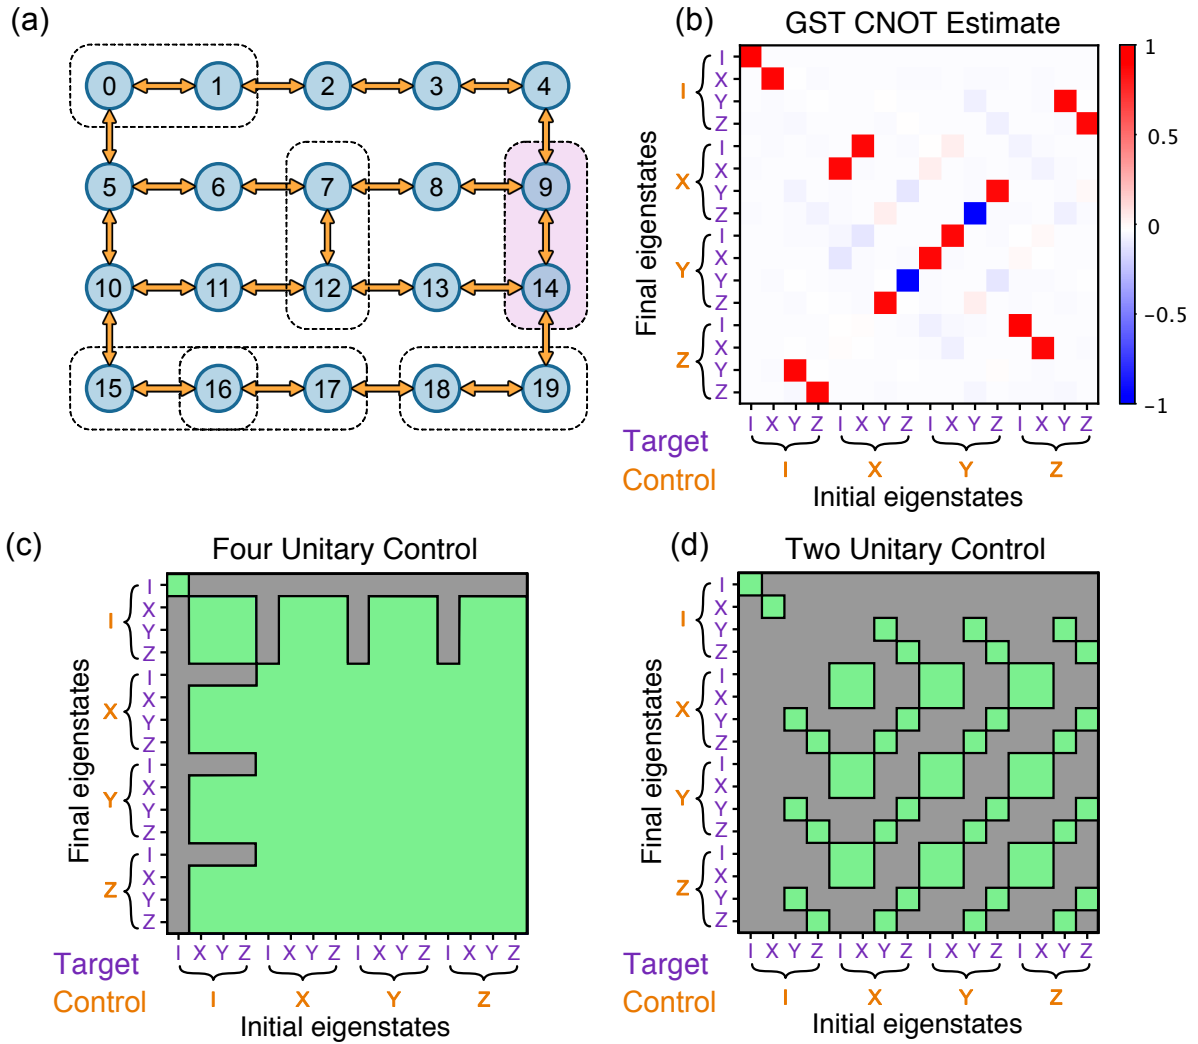 (a)
0 1 2 3 4
5 6 7 8 9
10 11 12 13 14
15 16 17 18 19
(b)
GST CNOT Estimate
Final eigenstates
I X Y Z
I X Y Z
I X Y Z
I X Y Z
I X Y Z
1
0.5
0
−0.5
−1
Target
I X Y Z I X Y Z I X Y Z I X Y Z
Control
I X Y Z
Initial eigenstates
(c)
Four Unitary Control
Final eigenstates
I X Y Z
I X Y Z
I X Y Z
I X Y Z
I X Y Z
Target
I X Y Z I X Y Z I X Y Z I X Y Z
Control
I X Y Z
Initial eigenstates
(d)
Two Unitary Control
Final eigenstates
I X Y Z
I X Y Z
I X Y Z
I X Y Z
I X Y Z
Target
I X Y Z I X Y Z I X Y Z I X Y Z
Control
I X Y Z
Initial eigenstates